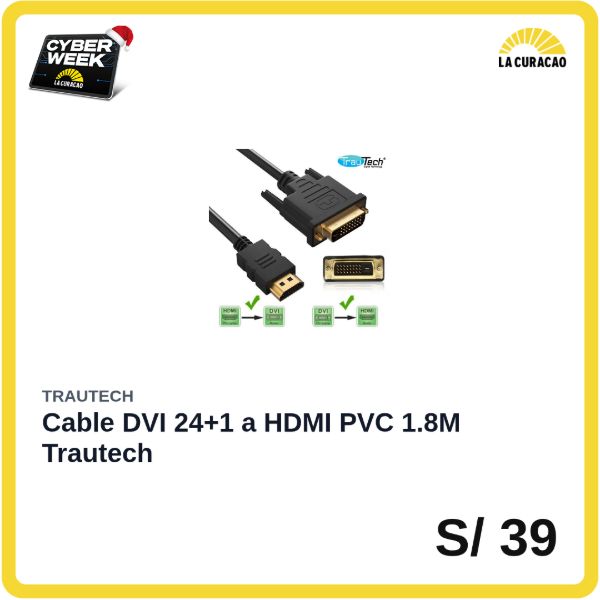 CYBER
WEEK
LA CURACAO
LA CURACAO
TrauTech®
HDMI
DVI
DVI
HDMI
TRAUTECH
Cable DVI 24+1 a HDMI PVC 1.8M
Trautech
S/ 39